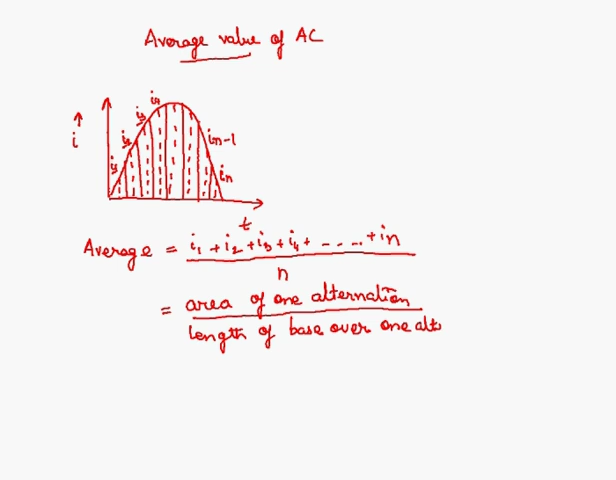 Average value of AC
i4
i3
i2
i1
i
in-1
in
t
Average = i1 + i2 + i3 + i4 + - - - .. + in
n
= area of one alternation
length of base over one alt